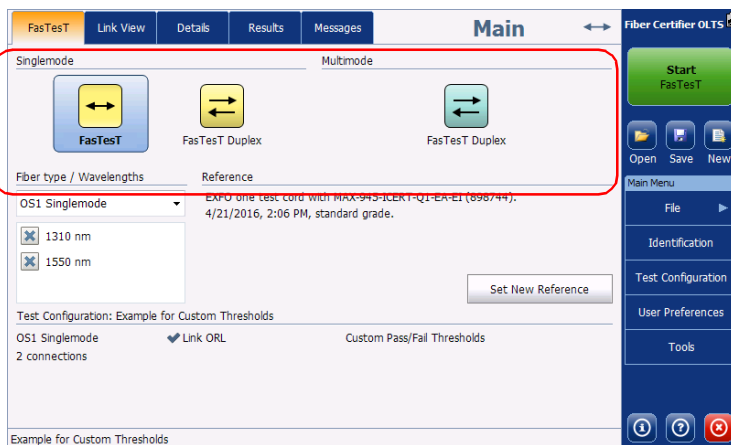 FasTesT Link View Details Results Messages Main Fiber Certifier OLTS
Singlemode Multimode
Start
FasTesT
FasTesT FasTesT Duplex FasTesT Duplex
Open Save New
Fiber type / Wavelengths Reference
Main Menu
OS1 Singlemode EXFO one test cord with MAX-945-ICERT-Q1-EA-EI (898744).
4/21/2016, 2:06 PM, standard grade.
File
1310 nm
Identification
1550 nm
Test Configuration
Set New Reference
User Preferences
Test Configuration: Example for Custom Thresholds
OS1 Singlemode Link ORL Custom Pass/Fail Thresholds
Tools
2 connections
Example for Custom Thresholds